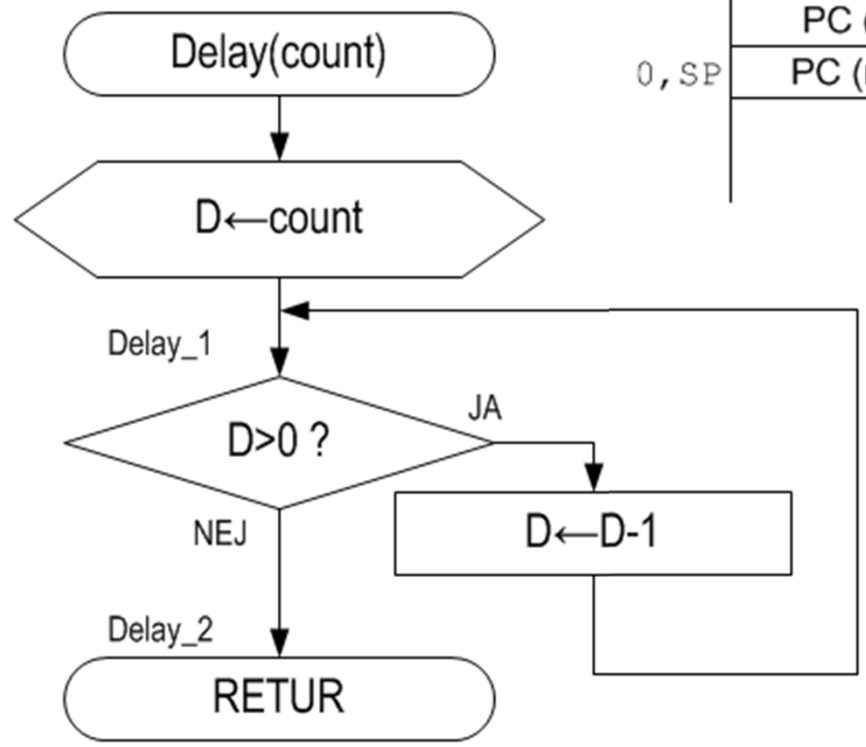 Delay(count)
PC (
0,SP
PC (
D←count
Delay_1
JA
D>0 ?
D←D-1
NEJ
Delay_2
RETUR